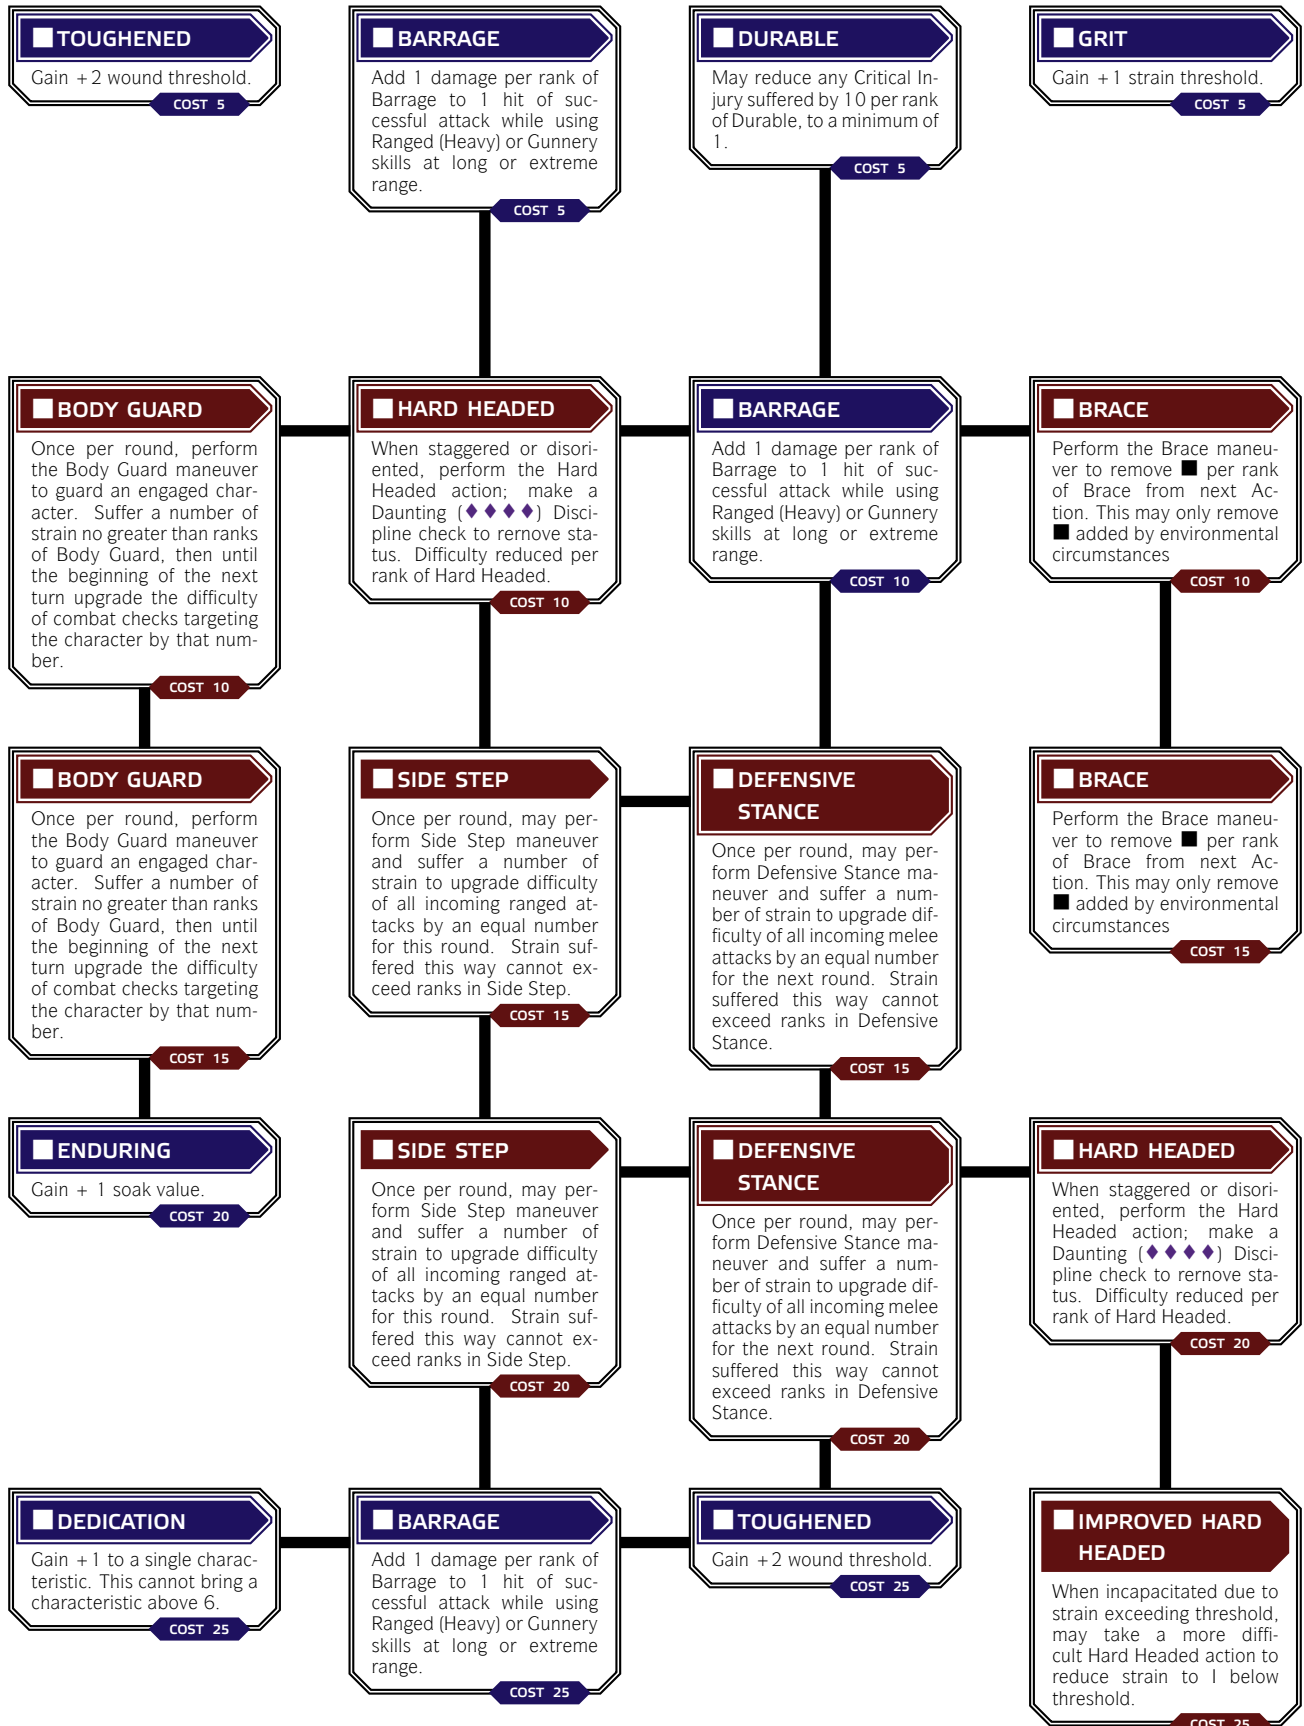 TOUGHENED
Gain +2 wound threshold.
COST 5
BARRAGE
Add 1 damage per rank of
Barrage to 1 hit of suc-
cessful attack while using
Ranged (Heavy) or Gunnery
skills at long or extreme
range.
COST 5
DURABLE
May reduce any Critical In-
jury suffered by 10 per rank
of Durable, to a minimum of
1.
COST 5
GRIT
Gain +1 strain threshold.
COST 5
BODY GUARD
Once per round, perform
the Body Guard maneuver
to guard an engaged char-
acter. Suffer a number of
strain no greater than ranks
of Body Guard, then until
the beginning of the next
turn upgrade the difficulty
of combat checks targeting
the character by that num-
ber.
COST 10
HARD HEADED
When staggered or disori-
ented, perform the Hard
Headed action; make a
Daunting (♦♦♦♦) Disci-
pline check to rernove sta-
tus. Difficulty reduced per
rank of Hard Headed.
COST 10
BARRAGE
Add 1 damage per rank of
Barrage to 1 hit of suc-
cessful attack while using
Ranged (Heavy) or Gunnery
skills at long or extreme
range.
COST 10
BRACE
Perform the Brace maneu-
ver to remove ■ per rank
of Brace from next Ac-
tion. This may only remove
■ added by environmental
circumstances
COST 10
BODY GUARD
Once per round, perform
the Body Guard maneuver
to guard an engaged char-
acter. Suffer a number of
strain no greater than ranks
of Body Guard, then until
the beginning of the next
turn upgrade the difficulty
of combat checks targeting
the character by that num-
ber.
COST 15
SIDE STEP
Once per round, may per-
form Side Step maneuver
and suffer a number of
strain to upgrade difficulty
of all incoming ranged at-
tacks by an equal number
for this round. Strain suf-
fered this way cannot ex-
ceed ranks in Side Step.
COST 15
DEFENSIVE
STANCE
Once per round, may per-
form Defensive Stance ma-
neuver and suffer a num-
ber of strain to upgrade dif-
ficulty of all incoming melee
attacks by an equal number
for the next round. Strain
suffered this way cannot
exceed ranks in Defensive
Stance.
COST 15
BRACE
Perform the Brace maneu-
ver to remove ■ per rank
of Brace from next Ac-
tion. This may only remove
■ added by environmental
circumstances
COST 15
ENDURING
Gain + 1 soak value.
COST 20
SIDE STEP
Once per round, may per-
form Side Step maneuver
and suffer a number of
strain to upgrade difficulty
of all incoming ranged at-
tacks by an equal number
for this round. Strain suf-
fered this way cannot ex-
ceed ranks in Side Step.
COST 20
DEFENSIVE
STANCE
Once per round, may per-
form Defensive Stance ma-
neuver and suffer a num-
ber of strain to upgrade dif-
ficulty of all incoming melee
attacks by an equal number
for the next round. Strain
suffered this way cannot
exceed ranks in Defensive
Stance.
COST 20
HARD HEADED
When staggered or disori-
ented, perform the Hard
Headed action; make a
Daunting (♦♦♦♦) Disci-
pline check to rernove sta-
tus. Difficulty reduced per
rank of Hard Headed.
COST 20
DEDICATION
Gain +1 to a single charac-
teristic. This cannot bring a
characteristic above 6.
COST 25
BARRAGE
Add 1 damage per rank of
Barrage to 1 hit of suc-
cessful attack while using
Ranged (Heavy) or Gunnery
skills at long or extreme
range.
COST 25
TOUGHENED
Gain +2 wound threshold.
COST 25
IMPROVED HARD
HEADED
When incapacitated due to
strain exceeding threshold,
may take a more diffi-
cult Hard Headed action to
reduce strain to I below
threshold.
COST 25